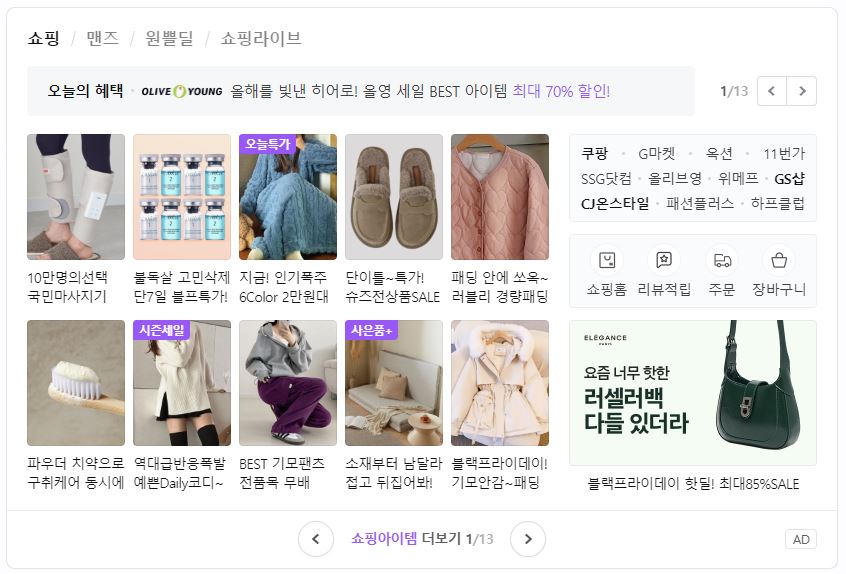 쇼핑 / 맨즈 / 원쁠딜 / 쇼핑라이브
오늘의 혜택 · OLIVE YOUNG 올해를 빛낸 히어로! 올영 세일 BEST 아이템 최대 70% 할인!
1/13
오늘특가
10만명의선택
국민마사지기
불독살 고민삭제
단7일 블프특가!
지금! 인기폭주
6Color 2만원대
단이틀~특가!
슈즈전상품SALE
패딩 안에 쏘옥~
러블리 경량패딩
쿠팡 · G마켓 · 옥션 · 11번가
SSG닷컴 · 올리브영 · 위메프 · GS샵
CJ온스타일 · 패션플러스 · 하프클럽
쇼핑홈 리뷰적립 주문 장바구니
시즌세일
사은품+
파우더 치약으로
구취케어 동시에
역대급반응폭발
예쁜Daily코디~
BEST 기모팬츠
전품목 무배
소재부터 남달라
접고 뒤집어봐!
블랙프라이데이!
기모안감~패딩
ELEGANCE
PARIS
요즘 너무 핫한
러셀러백
다들 있더라
블랙프라이데이 핫딜! 최대85%SALE
쇼핑아이템 더보기 1/13
AD